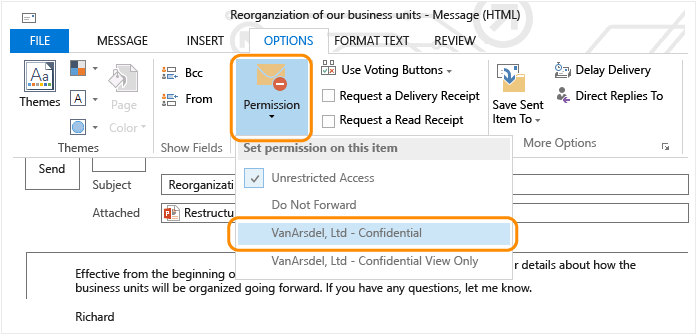 Reorganziation of our business units - Message (HTML)
FILE MESSAGE INSERT OPTIONS FORMAT TEXT REVIEW
Aa
Themes
A
Page
Color
Themes
Bcc
From
Show Fields
Permission
Use Voting Buttons
Request a Delivery Receipt
Request a Read Receipt
Save Sent
Item To
Delay Delivery
Direct Replies To
More Options
Set permission on this item
Unrestricted Access
Do Not Forward
VanArsdel, Ltd - Confidential
VanArsdel, Ltd - Confidential View Only
Send
Subject Reorganizati
Attached Restructu
Effective from the beginning o r details about how the
business units will be organized going forward. If you have any questions, let me know.
Richard